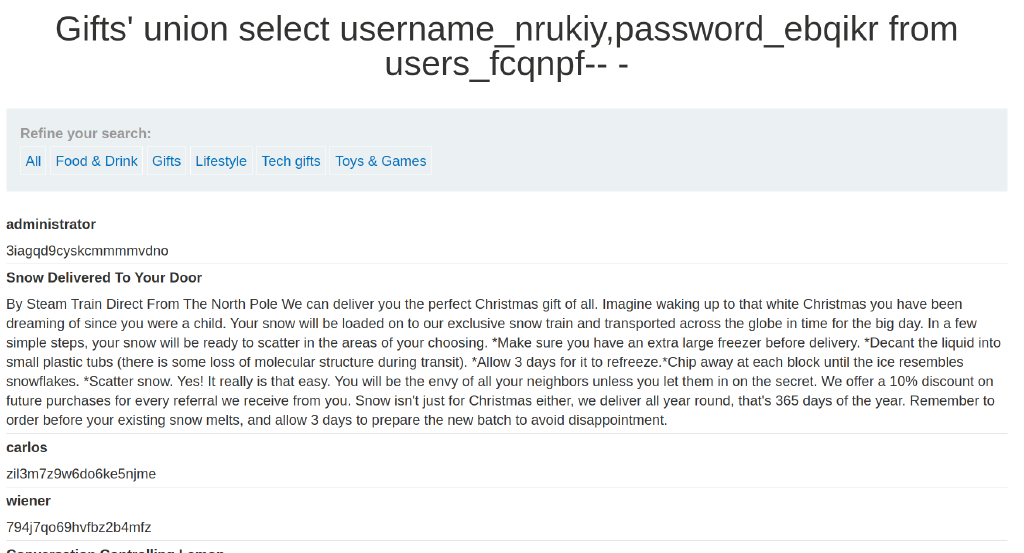 Gifts' union select username_nrukiy,password_ebqikr from
users_fcqnpf-- -
Refine your search:
All Food & Drink Gifts Lifestyle Tech gifts Toys & Games
administrator
3iagqd9cyskcmmmmvdno
Snow Delivered To Your Door
By Steam Train Direct From The North Pole We can deliver you the perfect Christmas gift of all. Imagine waking up to that white Christmas you have been
dreaming of since you were a child. Your snow will be loaded on to our exclusive snow train and transported across the globe in time for the big day. In a few
simple steps, your snow will be ready to scatter in the areas of your choosing. *Make sure you have an extra large freezer before delivery. *Decant the liquid into
small plastic tubs (there is some loss of molecular structure during transit). *Allow 3 days for it to refreeze.*Chip away at each block until the ice resembles
snowflakes. *Scatter snow. Yes! It really is that easy. You will be the envy of all your neighbors unless you let them in on the secret. We offer a 10% discount on
future purchases for every referral we receive from you. Snow isn't just for Christmas either, we deliver all year round, that's 365 days of the year. Remember to
order before your existing snow melts, and allow 3 days to prepare the new batch to avoid disappointment.
carlos
zil3m7z9w6do6ke5njme
wiener
794j7qo69hvfbz2b4mfz
Conversation Controlling Lemon